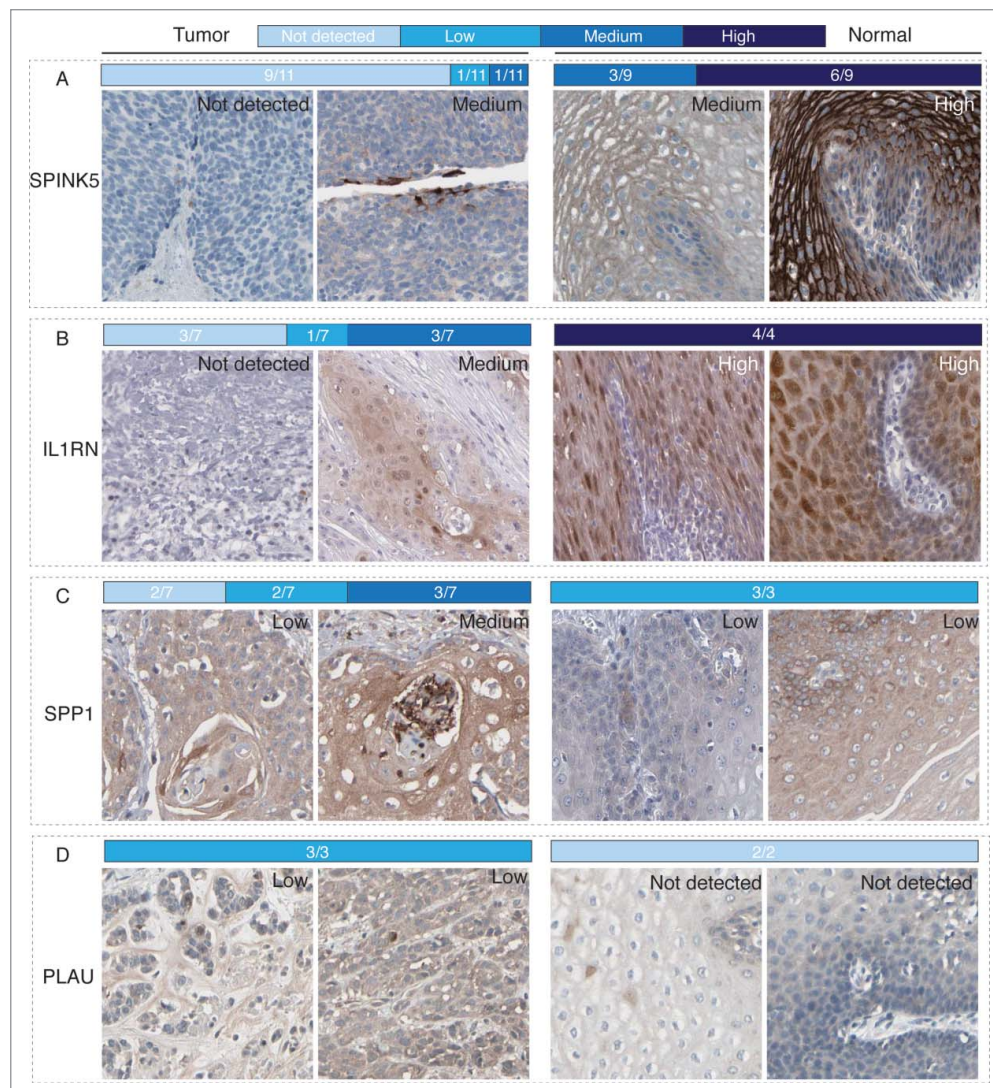 Tumor Not detected Low Medium High Normal
A 9/11 1/11 1/11 3/9 6/9
Not detected Medium Medium High
SPINK5
B 3/7 1/7 3/7 4/4
Not detected Medium High High
IL1RN
C 2/7 2/7 3/7 3/3
Low Medium Low Low
SPP1
D 3/3 2/2
Low Low Not detected Not detected
PLAU